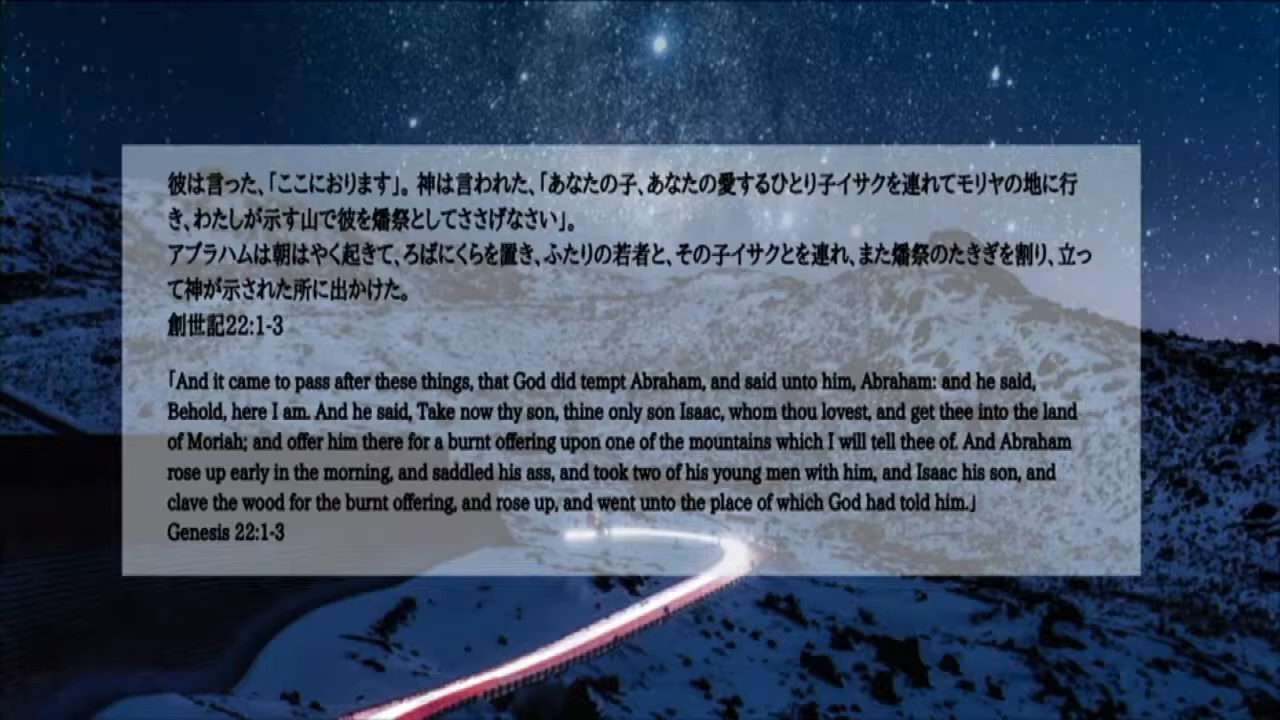 彼は言った、「ここにおります」。 神は言われた、「あなたの子、あなたの愛するひとり子イサクを連れてモリヤの地に行
き、わたしが示す山で彼を燔祭としてささげなさい」。
アブラハムは朝はやく起きて、ろばにくらを置き、ふたりの若者と、その子イサクとを連れ、また燔祭のたきぎを割り、立っ
て神が示された所に出かけた。
創世記22:1-3
「And it came to pass after these things, that God did tempt Abraham, and said unto him, Abraham: and he said,
Behold, here I am. And he said, Take now thy son, thine only son Isaac, whom thou lovest, and get thee into the land
of Moriah; and offer him there for a burnt offering upon one of the mountains which I will tell thee of. And Abraham
rose up early in the morning, and saddled his ass, and took two of his young men with him, and Isaac his son, and
clave the wood for the burnt offering, and rose up, and went unto the place of which God had told him.」
Genesis 22:1-3